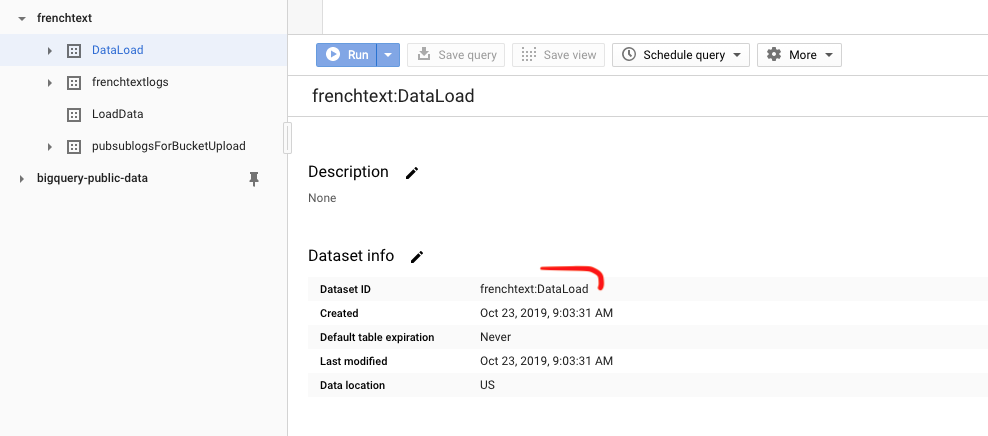 frenchtext
DataLoad
frenchtextlogs
LoadData
pubsublogsForBucketUpload
bigquery-public-data
Run Save query Save view Schedule query More
frenchtext:DataLoad
Description
None
Dataset info
Dataset ID frenchtext:DataLoad
Created Oct 23, 2019, 9:03:31 AM
Default table expiration Never
Last modified Oct 23, 2019, 9:03:31 AM
Data location US